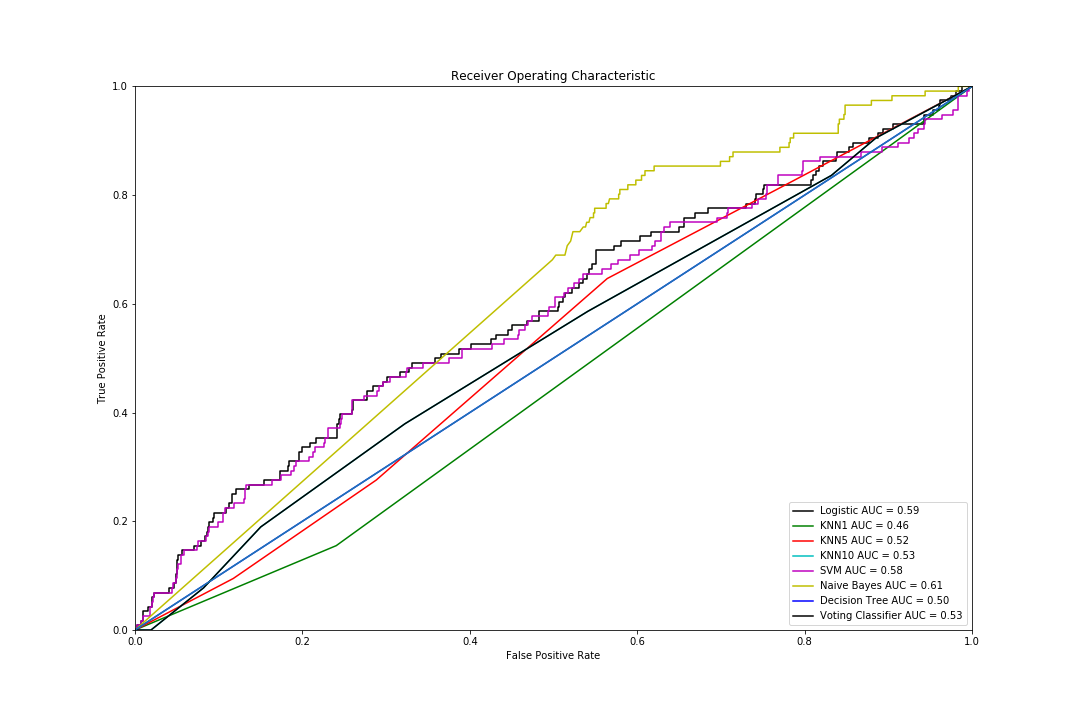 Receiver Operating Characteristic
True Positive Rate
1.0
0.8
0.6
0.4
0.2
0.0
Logistic AUC = 0.59
KNN1 AUC = 0.46
KNN5 AUC = 0.52
KNN10 AUC = 0.53
SVM AUC = 0.58
Naive Bayes AUC = 0.61
Decision Tree AUC = 0.50
Voting Classifier AUC = 0.53
0.0 0.2 0.4 0.6 0.8 1.0
False Positive Rate